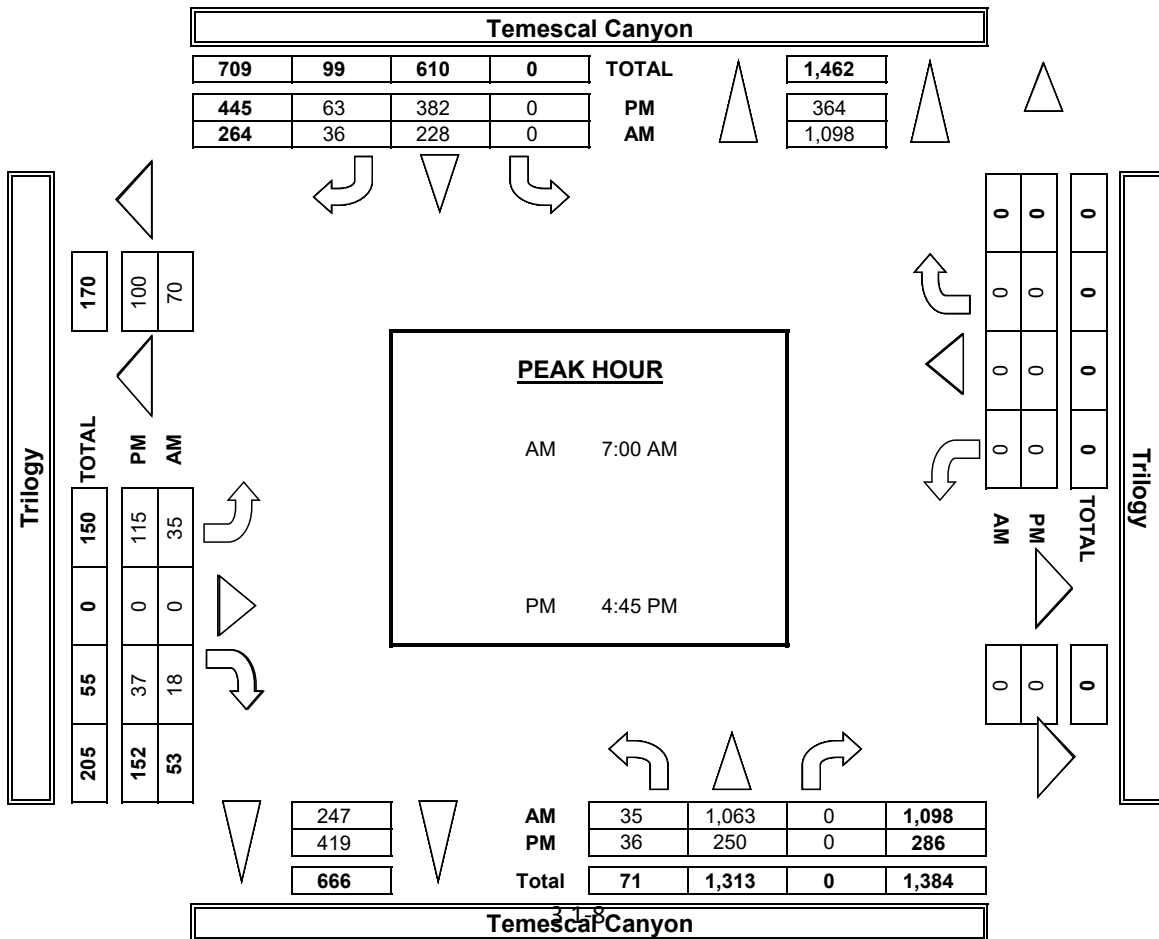 Temescal Canyon
709 99 610 0 TOTAL 1,462
445 63 382 0 PM 364
264 36 228 0 AM 1,098
Trilogy
170
100
70
TOTAL
PM
AM
150 0 55 205
115 0 37 152
35 0 18 53
PEAK HOUR
AM 7:00 AM
PM 4:45 PM
0 0 0 0
0 0 0 0
0 0 0 0
AM
PM
TOTAL
0
0
0
Trilogy
247 AM 35 1,063 0 1,098
419 PM 36 250 0 286
666 Total 71 1,313 0 1,384
Temescal Canyon
3.1-8